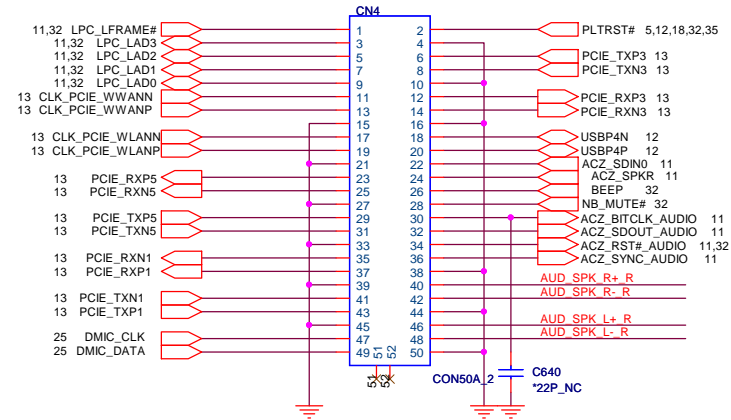 CN4
11,32 LPC_LFRAME# 1 2 PLTRST# 5,12,18,32,35
11,32 LPC_LAD3 3 4
11,32 LPC_LAD2 5 6 PCIE_TXP3 13
11,32 LPC_LAD1 7 8 PCIE_TXN3 13
11,32 LPC_LAD0 9 10
13 CLK_PCIE_WWANN 11 12 PCIE_RXP3 13
13 CLK_PCIE_WWANP 13 14 PCIE_RXN3 13
15 16
13 CLK_PCIE_WLANN 17 18 USBP4N 12
13 CLK_PCIE_WLANP 19 20 USBP4P 12
21 22 ACZ_SDIN0 11
13 PCIE_RXP5 23 24 ACZ_SPKR 11
13 PCIE_RXN5 25 26 BEEP 32
27 28 NB_MUTE# 32
13 PCIE_TXP5 29 30 ACZ_BITCLK_AUDIO 11
13 PCIE_TXN5 31 32 ACZ_SDOUT_AUDIO 11
33 34 ACZ_RST#_AUDIO 11,32
13 PCIE_RXN1 35 36 ACZ_SYNC_AUDIO 11
13 PCIE_RXP1 37 38
39 40 AUD_SPK_R+_R
13 PCIE_TXN1 41 42 AUD_SPK_R-_R
13 PCIE_TXP1 43 44
45 46 AUD_SPK_L+_R
25 DMIC_CLK 47 48 AUD_SPK_L-_R
25 DMIC_DATA 49 50
51 52
51 52
CON50A_2
C640
*22P_NC